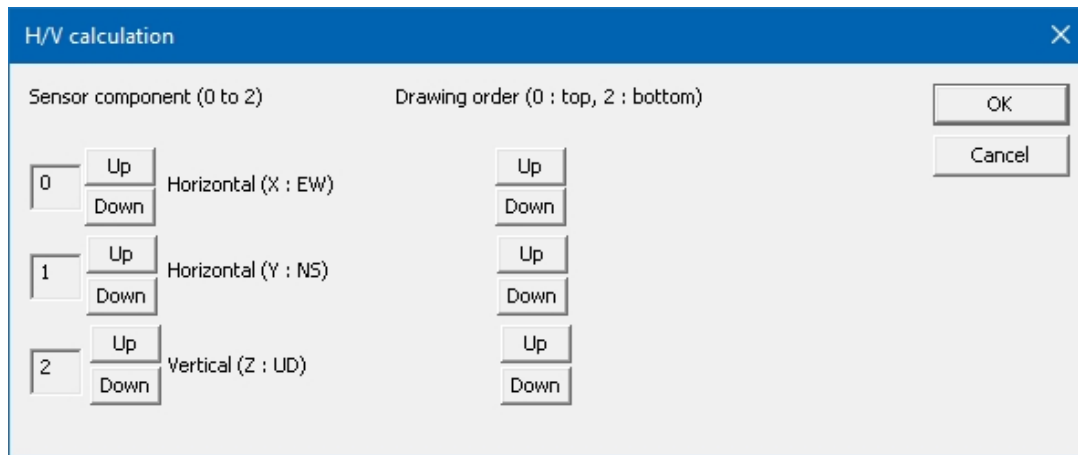 H/V calculation
Sensor component (0 to 2) Drawing order (0 : top, 2 : bottom)
OK
Cancel
0 Up Horizontal (X : EW) Up
Down Down
1 Up Horizontal (Y : NS) Up
Down Down
2 Up Vertical (Z : UD) Up
Down Down